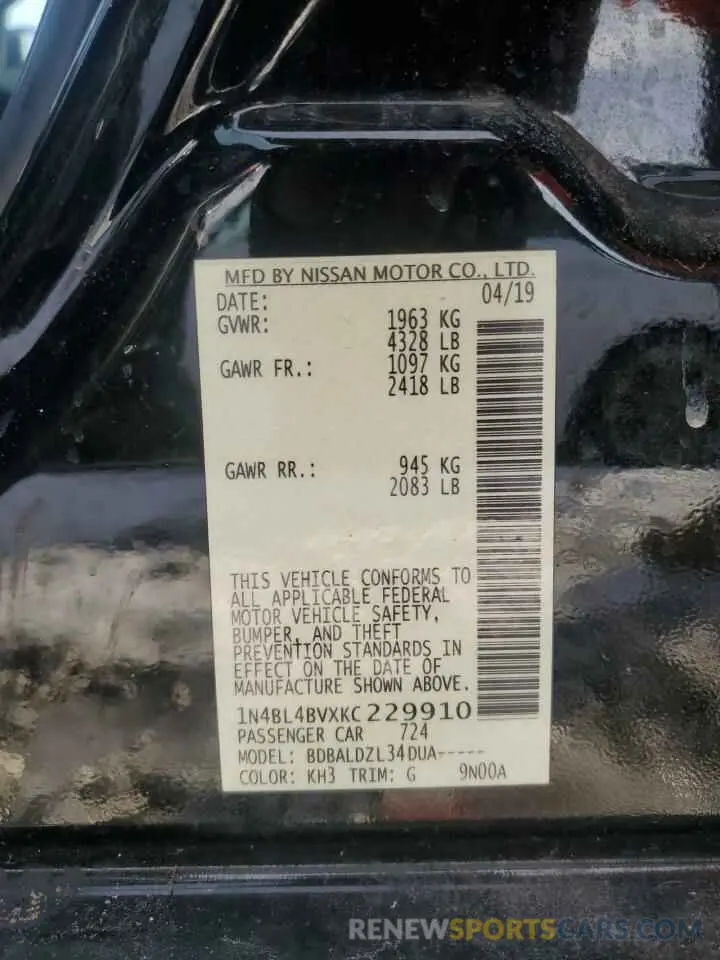 MFD BY NISSAN MOTOR CO., LTD.
DATE: 04/19
GVWR: 1963 KG
4328 LB
GAWR FR.: 1097 KG
2418 LB
GAWR RR.: 945 KG
2083 LB
THIS VEHICLE CONFORMS TO
ALL APPLICABLE FEDERAL
MOTOR VEHICLE SAFETY,
BUMPER, AND THEFT
PREVENTION STANDARDS IN
EFFECT ON THE DATE OF
MANUFACTURE SHOWN ABOVE.
1N4BL4BVXKC229910
PASSENGER CAR 724
MODEL: BDBALDZL34DUA-----
COLOR: KH3 TRIM: G 9N00A
RENEWSPORTSCARS.COM